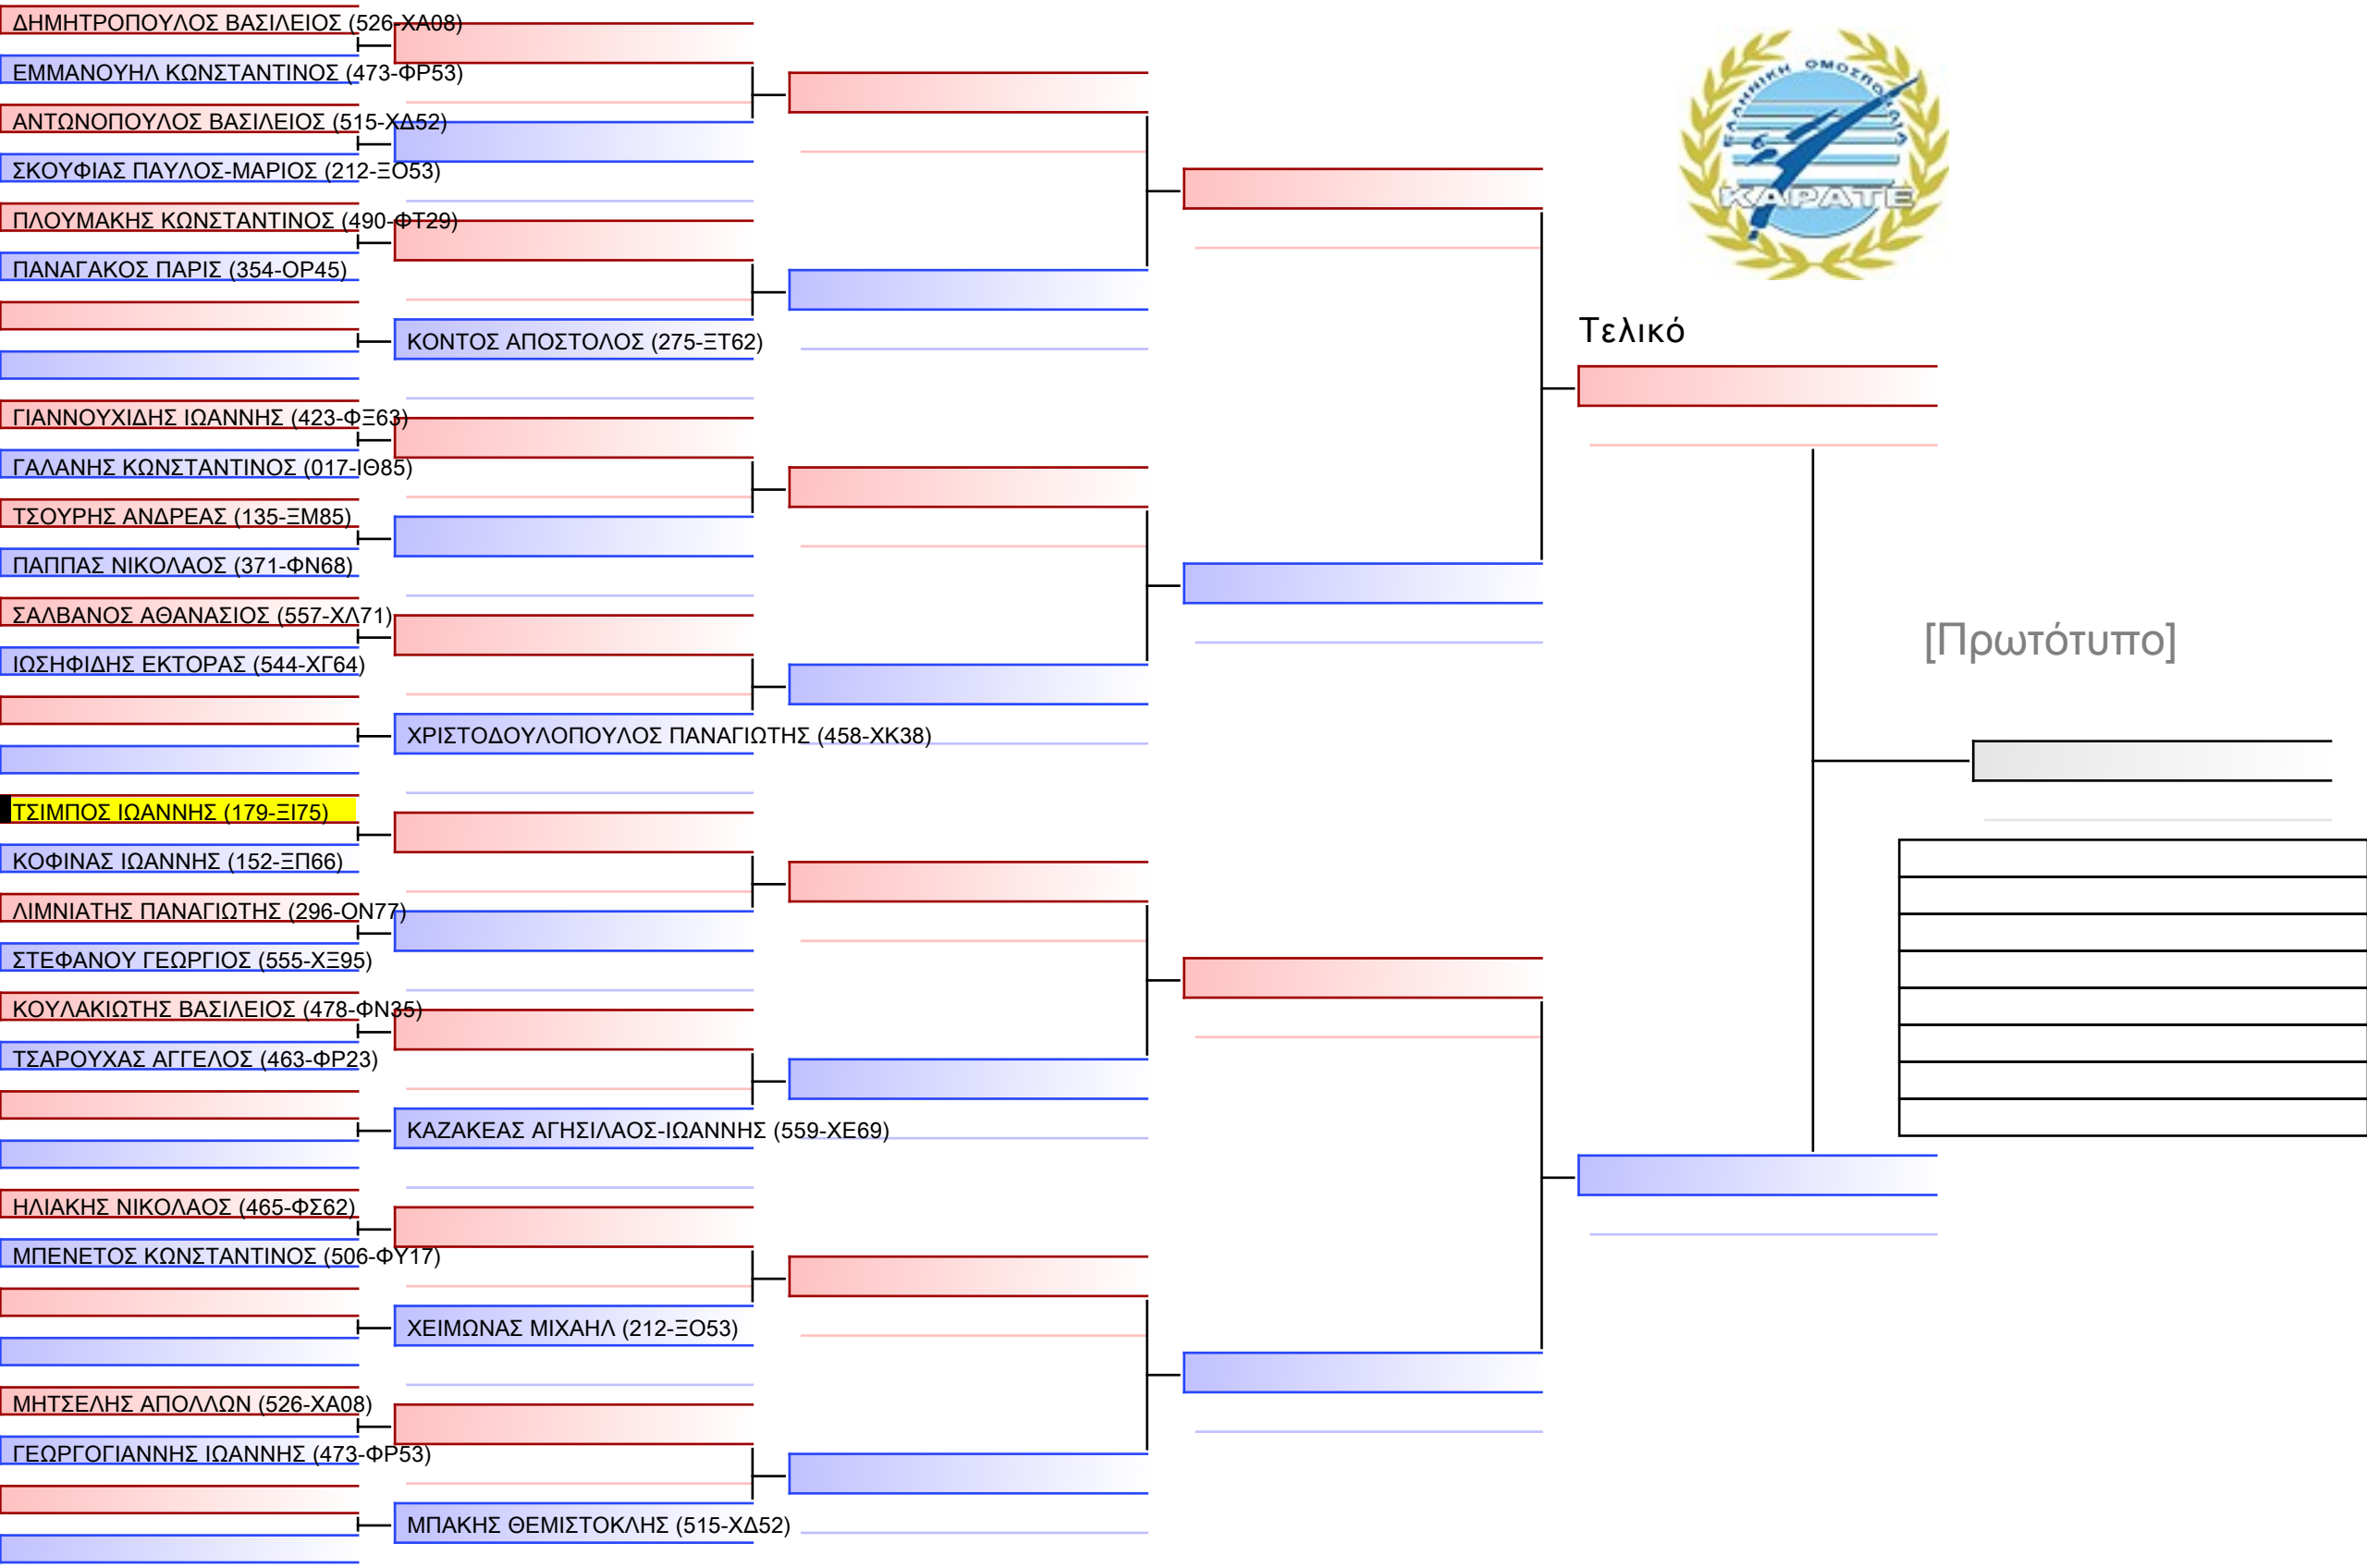 ΔΗΜΗΤΡΟΠΟΥΛΟΣ ΒΑΣΙΛΕΙΟΣ (526-ΧΑ08)
ΕΜΜΑΝΟΥΗΛ ΚΩΝΣΤΑΝΤΙΝΟΣ (473-ΦΡ53)
ΑΝΤΩΝΟΠΟΥΛΟΣ ΒΑΣΙΛΕΙΟΣ (515-ΧΔ52)
ΣΚΟΥΦΙΑΣ ΠΑΥΛΟΣ-ΜΑΡΙΟΣ (212-ΞΟ53)
ΠΛΟΥΜΑΚΗΣ ΚΩΝΣΤΑΝΤΙΝΟΣ (490-ΦΤ29)
ΠΑΝΑΓΑΚΟΣ ΠΑΡΙΣ (354-ΟΡ45)
ΚΟΝΤΟΣ ΑΠΟΣΤΟΛΟΣ (275-ΞΤ62)
ΓΙΑΝΝΟΥΧΙΔΗΣ ΙΩΑΝΝΗΣ (423-ΦΞ63)
ΓΑΛΑΝΗΣ ΚΩΝΣΤΑΝΤΙΝΟΣ (017-ΙΘ85)
ΤΣΟΥΡΗΣ ΑΝΔΡΕΑΣ (135-ΞΜ85)
ΠΑΠΠΑΣ ΝΙΚΟΛΑΟΣ (371-ΦΝ68)
ΣΑΛΒΑΝΟΣ ΑΘΑΝΑΣΙΟΣ (557-ΧΛ71)
ΙΩΣΗΦΙΔΗΣ ΕΚΤΟΡΑΣ (544-ΧΓ64)
ΧΡΙΣΤΟΔΟΥΛΟΠΟΥΛΟΣ ΠΑΝΑΓΙΩΤΗΣ (458-ΧΚ38)
ΤΣΙΜΠΟΣ ΙΩΑΝΝΗΣ (179-ΞΙ75)
ΚΟΦΙΝΑΣ ΙΩΑΝΝΗΣ (152-ΞΠ66)
ΛΙΜΝΙΑΤΗΣ ΠΑΝΑΓΙΩΤΗΣ (296-ΟΝ77)
ΣΤΕΦΑΝΟΥ ΓΕΩΡΓΙΟΣ (555-ΧΞ95)
ΚΟΥΛΑΚΙΩΤΗΣ ΒΑΣΙΛΕΙΟΣ (478-ΦΝ35)
ΤΣΑΡΟΥΧΑΣ ΑΓΓΕΛΟΣ (463-ΦΡ23)
ΚΑΖΑΚΕΑΣ ΑΓΗΣΙΛΑΟΣ-ΙΩΑΝΝΗΣ (559-ΧΕ69)
ΗΛΙΑΚΗΣ ΝΙΚΟΛΑΟΣ (465-ΦΣ62)
ΜΠΕΝΕΤΟΣ ΚΩΝΣΤΑΝΤΙΝΟΣ (506-ΦΥ17)
ΧΕΙΜΩΝΑΣ ΜΙΧΑΗΛ (212-ΞΟ53)
ΜΗΤΣΕΛΗΣ ΑΠΟΛΛΩΝ (526-ΧΑ08)
ΓΕΩΡΓΟΓΙΑΝΝΗΣ ΙΩΑΝΝΗΣ (473-ΦΡ53)
ΜΠΑΚΗΣ ΘΕΜΙΣΤΟΚΛΗΣ (515-ΧΔ52)
ΕΛΛΗΝΙΚΗ ΟΜΟΣΠΟΝΔΙΑ
ΚΑΡΑΤΕ
Τελικό
[Πρωτότυπο]